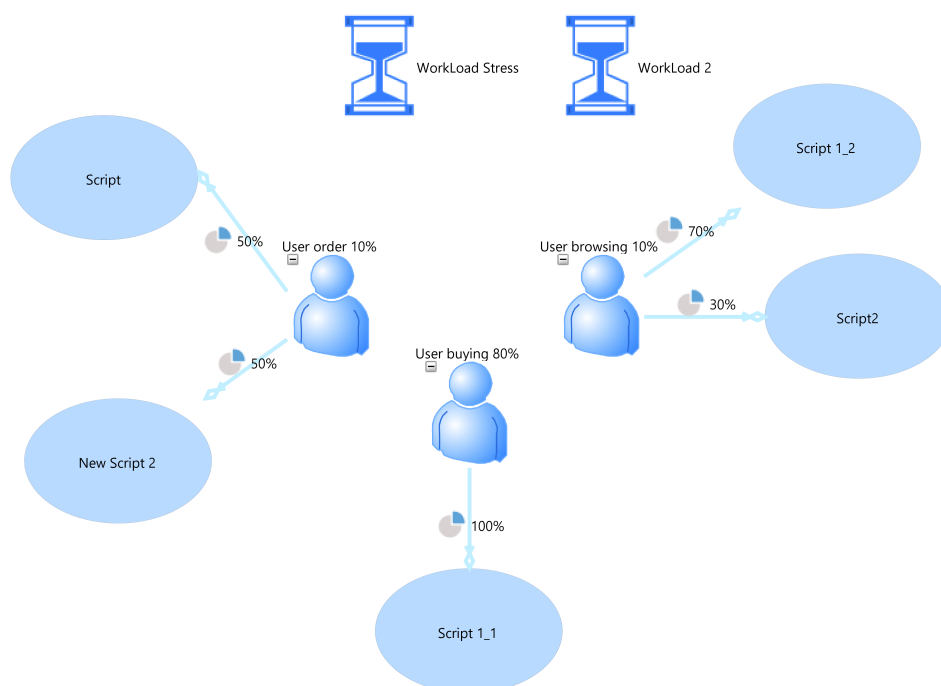 WorkLoad Stress
WorkLoad 2
Script 1_2
Script
70%
50%
User order 10%
User browsing 10%
30%
Script2
User buying 80%
50%
New Script 2
100%
Script 1_1